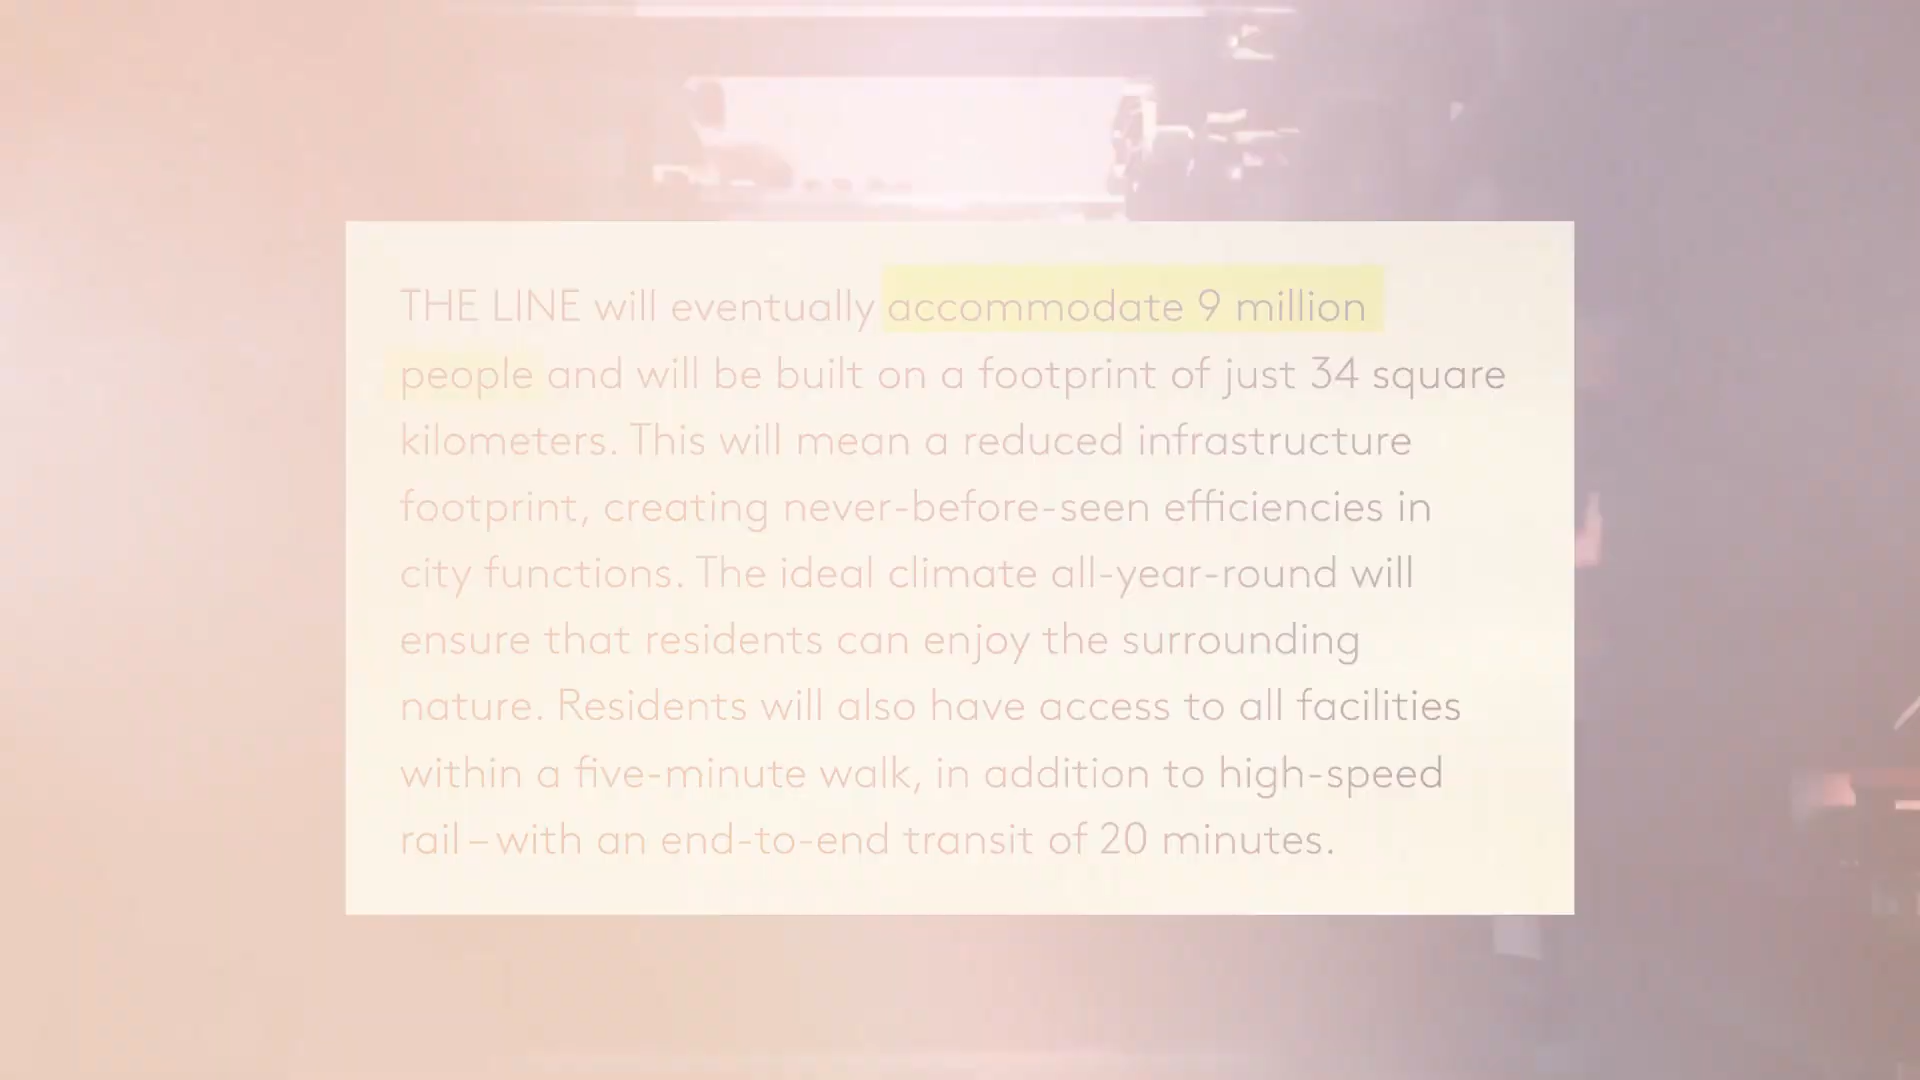 THE LINE will eventually accommodate 9 million
people and will be built on a footprint of just 34 square
kilometers. This will mean a reduced infrastructure
footprint, creating never-before-seen efficiencies in
city functions. The ideal climate all-year-round will
ensure that residents can enjoy the surrounding
nature. Residents will also have access to all facilities
within a five-minute walk, in addition to high-speed
rail – with an end-to-end transit of 20 minutes.